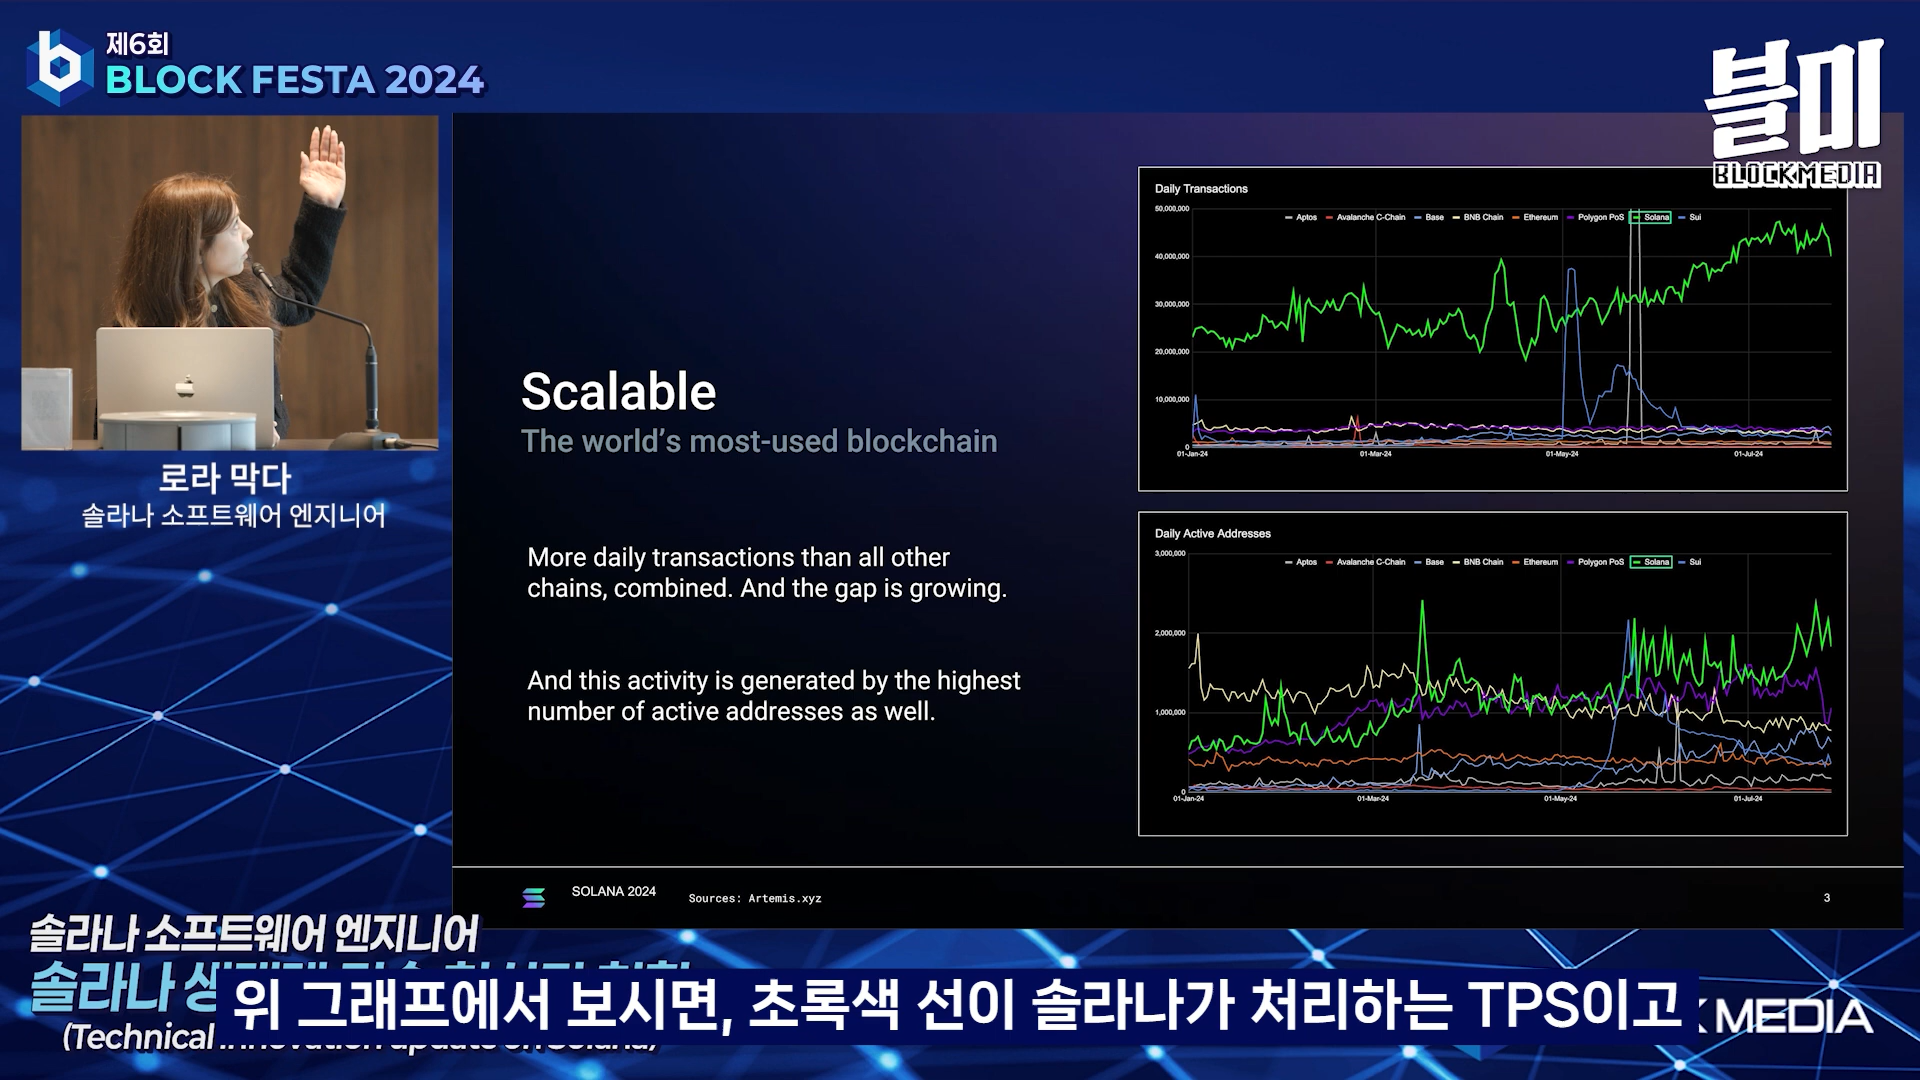 제6회
BLOCK FESTA 2024
블미
BLOCKMEDIA
로라 막다
솔라나 소프트웨어 엔지니어
Scalable
The world's most-used blockchain
More daily transactions than all other
chains, combined. And the gap is growing.
And this activity is generated by the highest
number of active addresses as well.
Daily Transactions
50,000,000
Aptos Avalanche C-Chain Base BNB Chain Ethereum Polygon PoS Solana Sui
40,000,000
30,000,000
20,000,000
10,000,000
0
01-Jan-24 01-Mar-24 01-May-24 01-Jul-24
Daily Active Addresses
3,000,000
Aptos Avalanche C-Chain Base BNB Chain Ethereum Polygon PoS Solana Sui
2,000,000
1,000,000
0
01-Jan-24 01-Mar-24 01-May-24 01-Jul-24
SOLANA 2024
Sources: Artemis.xyz
3
솔라나 소프트웨어 엔지니어
솔라나
(Technical
위 그래프에서 보시면, 초록색 선이 솔라나가 처리하는 TPS이고
MEDIA